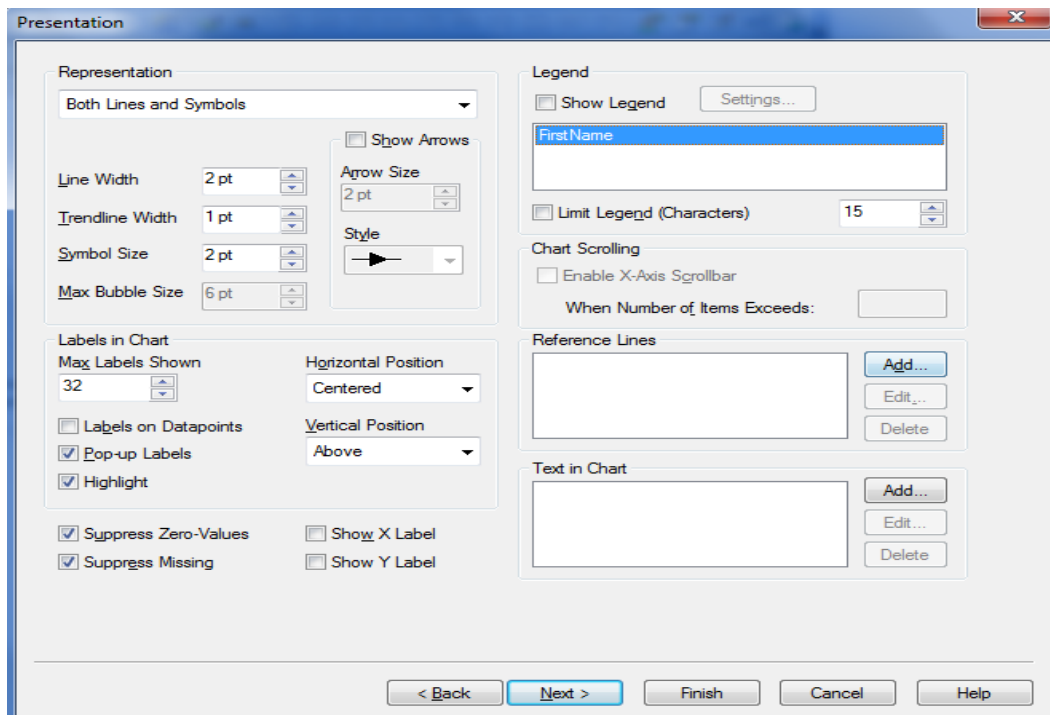 Presentation
Representation
Both Lines and Symbols
Show Arrows
Line Width
2 pt
Arrow Size
2 pt
Trendline Width
1 pt
Style
Symbol Size
2 pt
Max Bubble Size
6 pt
Labels in Chart
Max Labels Shown
32
Horizontal Position
Centered
Labels on Datapoints
Vertical Position
Pop-up Labels
Above
Highlight
Suppress Zero-Values
Show X Label
Suppress Missing
Show Y Label
Legend
Show Legend
Settings...
FirstName
Limit Legend (Characters)
15
Chart Scrolling
Enable X-Axis Scrollbar
When Number of Items Exceeds:
Reference Lines
Add...
Edit...
Delete
Text in Chart
Add...
Edit...
Delete
< Back
Next >
Finish
Cancel
Help